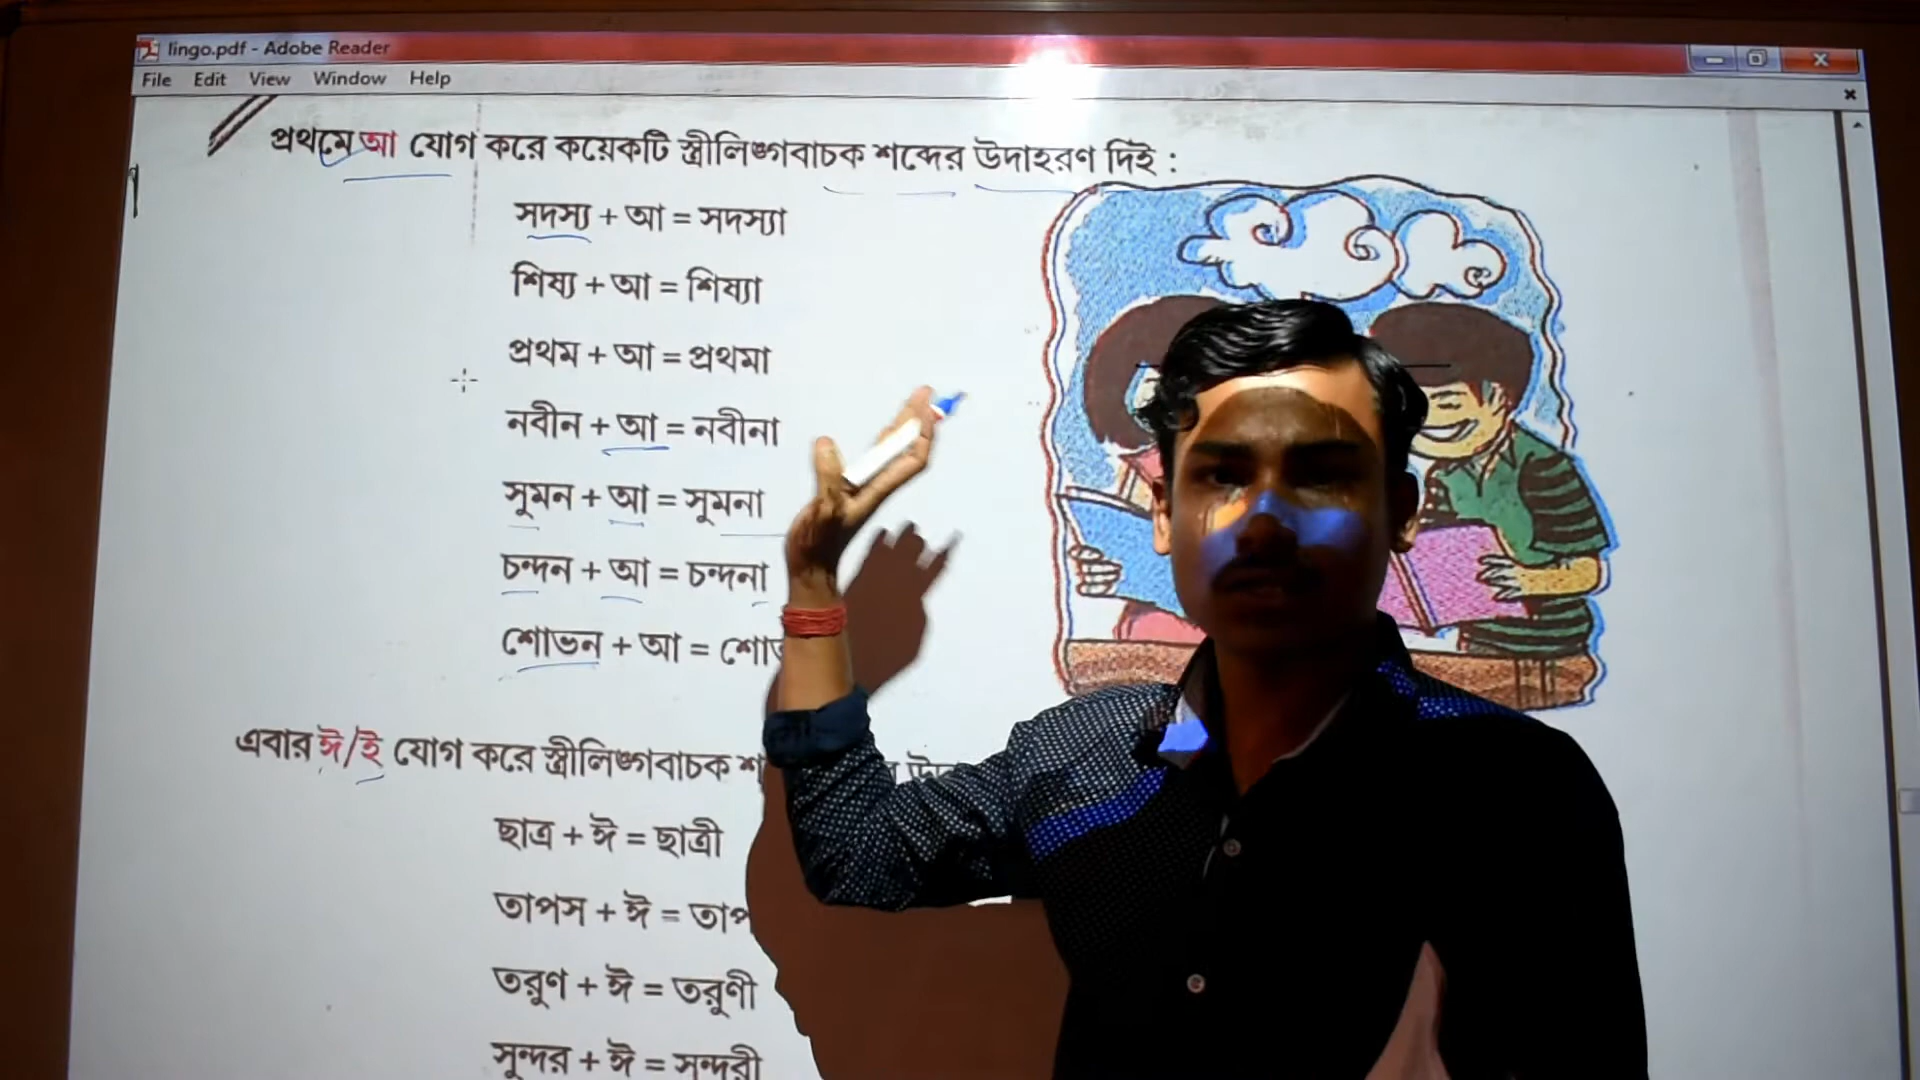 lingo.pdf - Adobe Reader
File Edit View Window Help
প্রথমে আ যোগ করে কয়েকটি স্ত্রীলিঙ্গবাচক শব্দের উদাহরণ দিই :
সদস্য + আ = সদস্যা
শিষ্য + আ = শিষ্যা
প্রথম + আ = প্রথমা
নবীন + আ = নবীনা
সুমন + আ = সুমনা
চন্দন + আ = চন্দনা
শোভন + আ =
এবার ঈ/ই যোগ করে স্ত্রীলিঙ্গবাচক
ছাত্র + ঈ = ছাত্রী
তাপস + ঈ =
তরুণ + ঈ = তরুণী
সুন্দর + ঈ = সুন্দরী